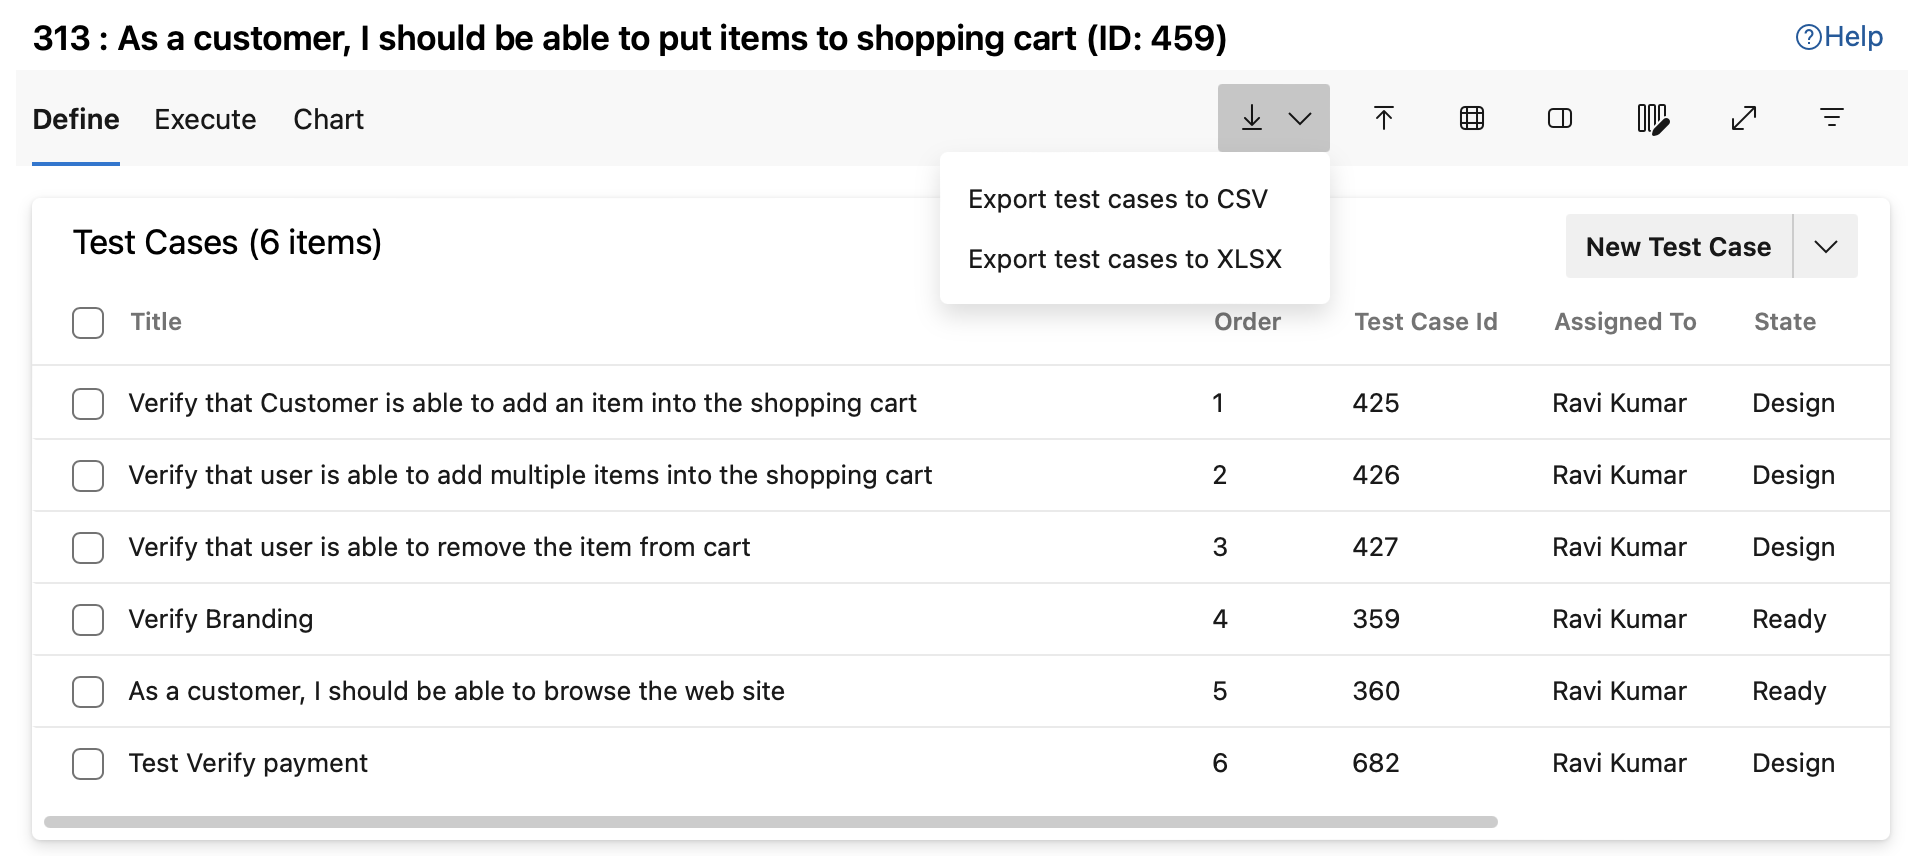 313 : As a customer, I should be able to put items to shopping cart (ID: 459)
Help
Define Execute Chart
Export test cases to CSV
Export test cases to XLSX
Test Cases (6 items)
New Test Case
Title Order Test Case Id Assigned To State
Verify that Customer is able to add an item into the shopping cart 1 425 Ravi Kumar Design
Verify that user is able to add multiple items into the shopping cart 2 426 Ravi Kumar Design
Verify that user is able to remove the item from cart 3 427 Ravi Kumar Design
Verify Branding 4 359 Ravi Kumar Ready
As a customer, I should be able to browse the web site 5 360 Ravi Kumar Ready
Test Verify payment 6 682 Ravi Kumar Design